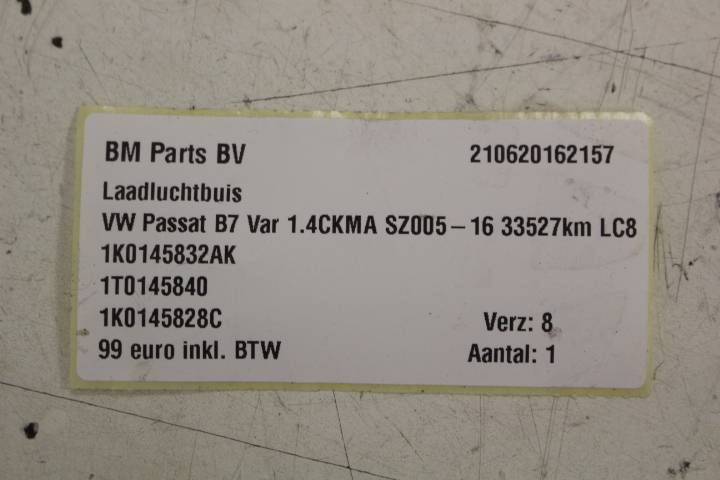 BM Parts BV 210620162157
Laadluchtbuis
VW Passat B7 Var 1.4CKMA SZ005-16 33527km LC8
1K0145832AK
1T0145840
1K0145828C Verz: 8
99 euro inkl. BTW Aantal: 1